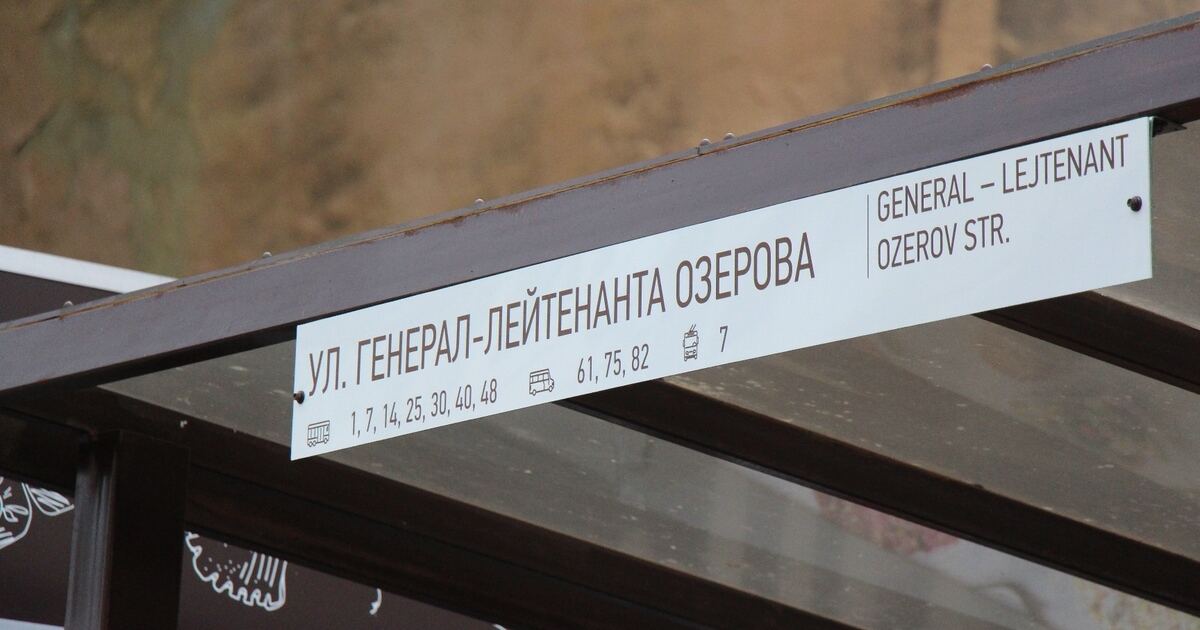 УЛ. ГЕНЕРАЛ-ЛЕЙТЕНАНТА ОЗЕРОВА
1, 7, 14, 25, 30, 40, 48 61, 75, 82 7
GENERAL – LEJTENANT
OZEROV STR.